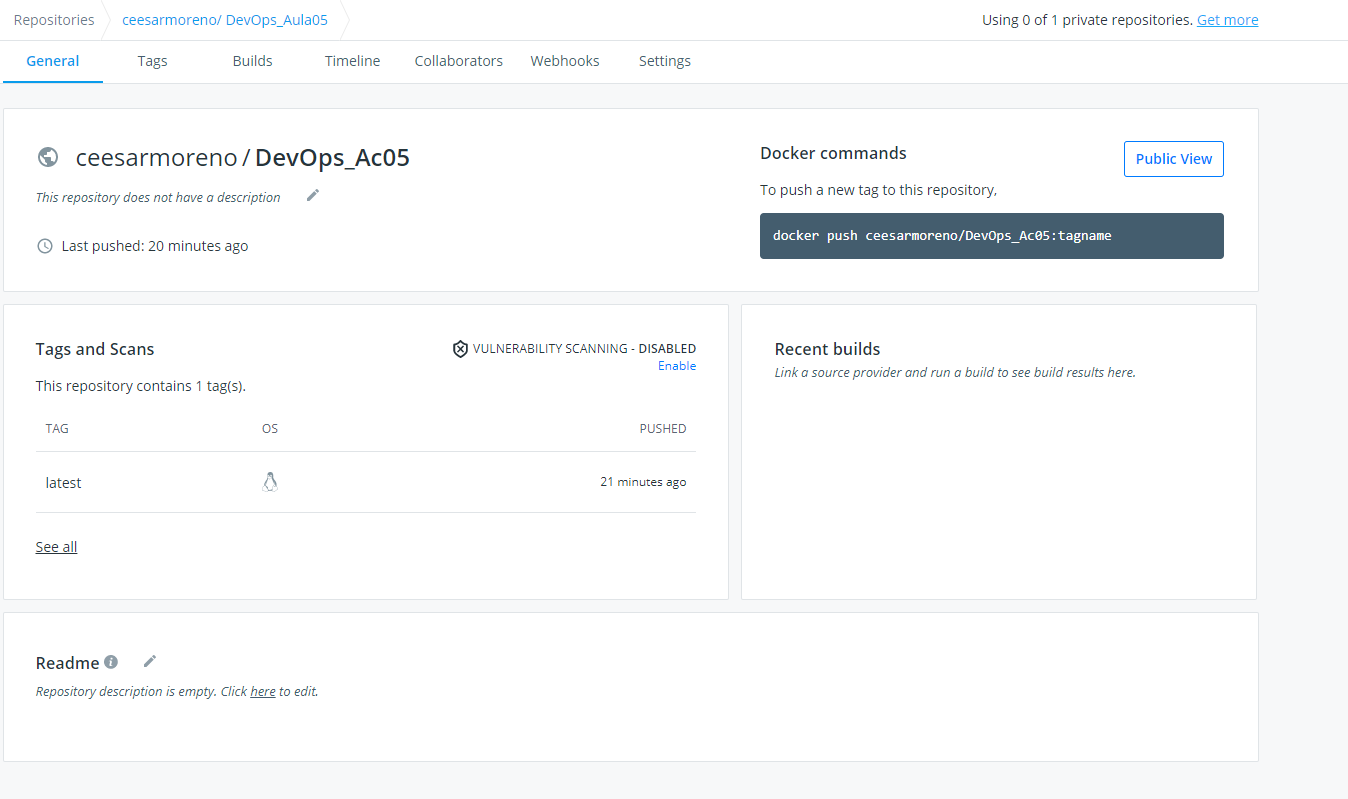 Repositories ceesarmoreno/ DevOps_Aula05 Using 0 of 1 private repositories. Get more
General Tags Builds Timeline Collaborators Webhooks Settings
ceesarmoreno / DevOps_Ac05
This repository does not have a description
Last pushed: 20 minutes ago
Docker commands
Public View
To push a new tag to this repository,
docker push ceesarmoreno/DevOps_Ac05:tagname
Tags and Scans
VULNERABILITY SCANNING - DISABLED
Enable
This repository contains 1 tag(s).
TAG OS PUSHED
latest 21 minutes ago
See all
Recent builds
Link a source provider and run a build to see build results here.
Readme
Repository description is empty. Click here to edit.